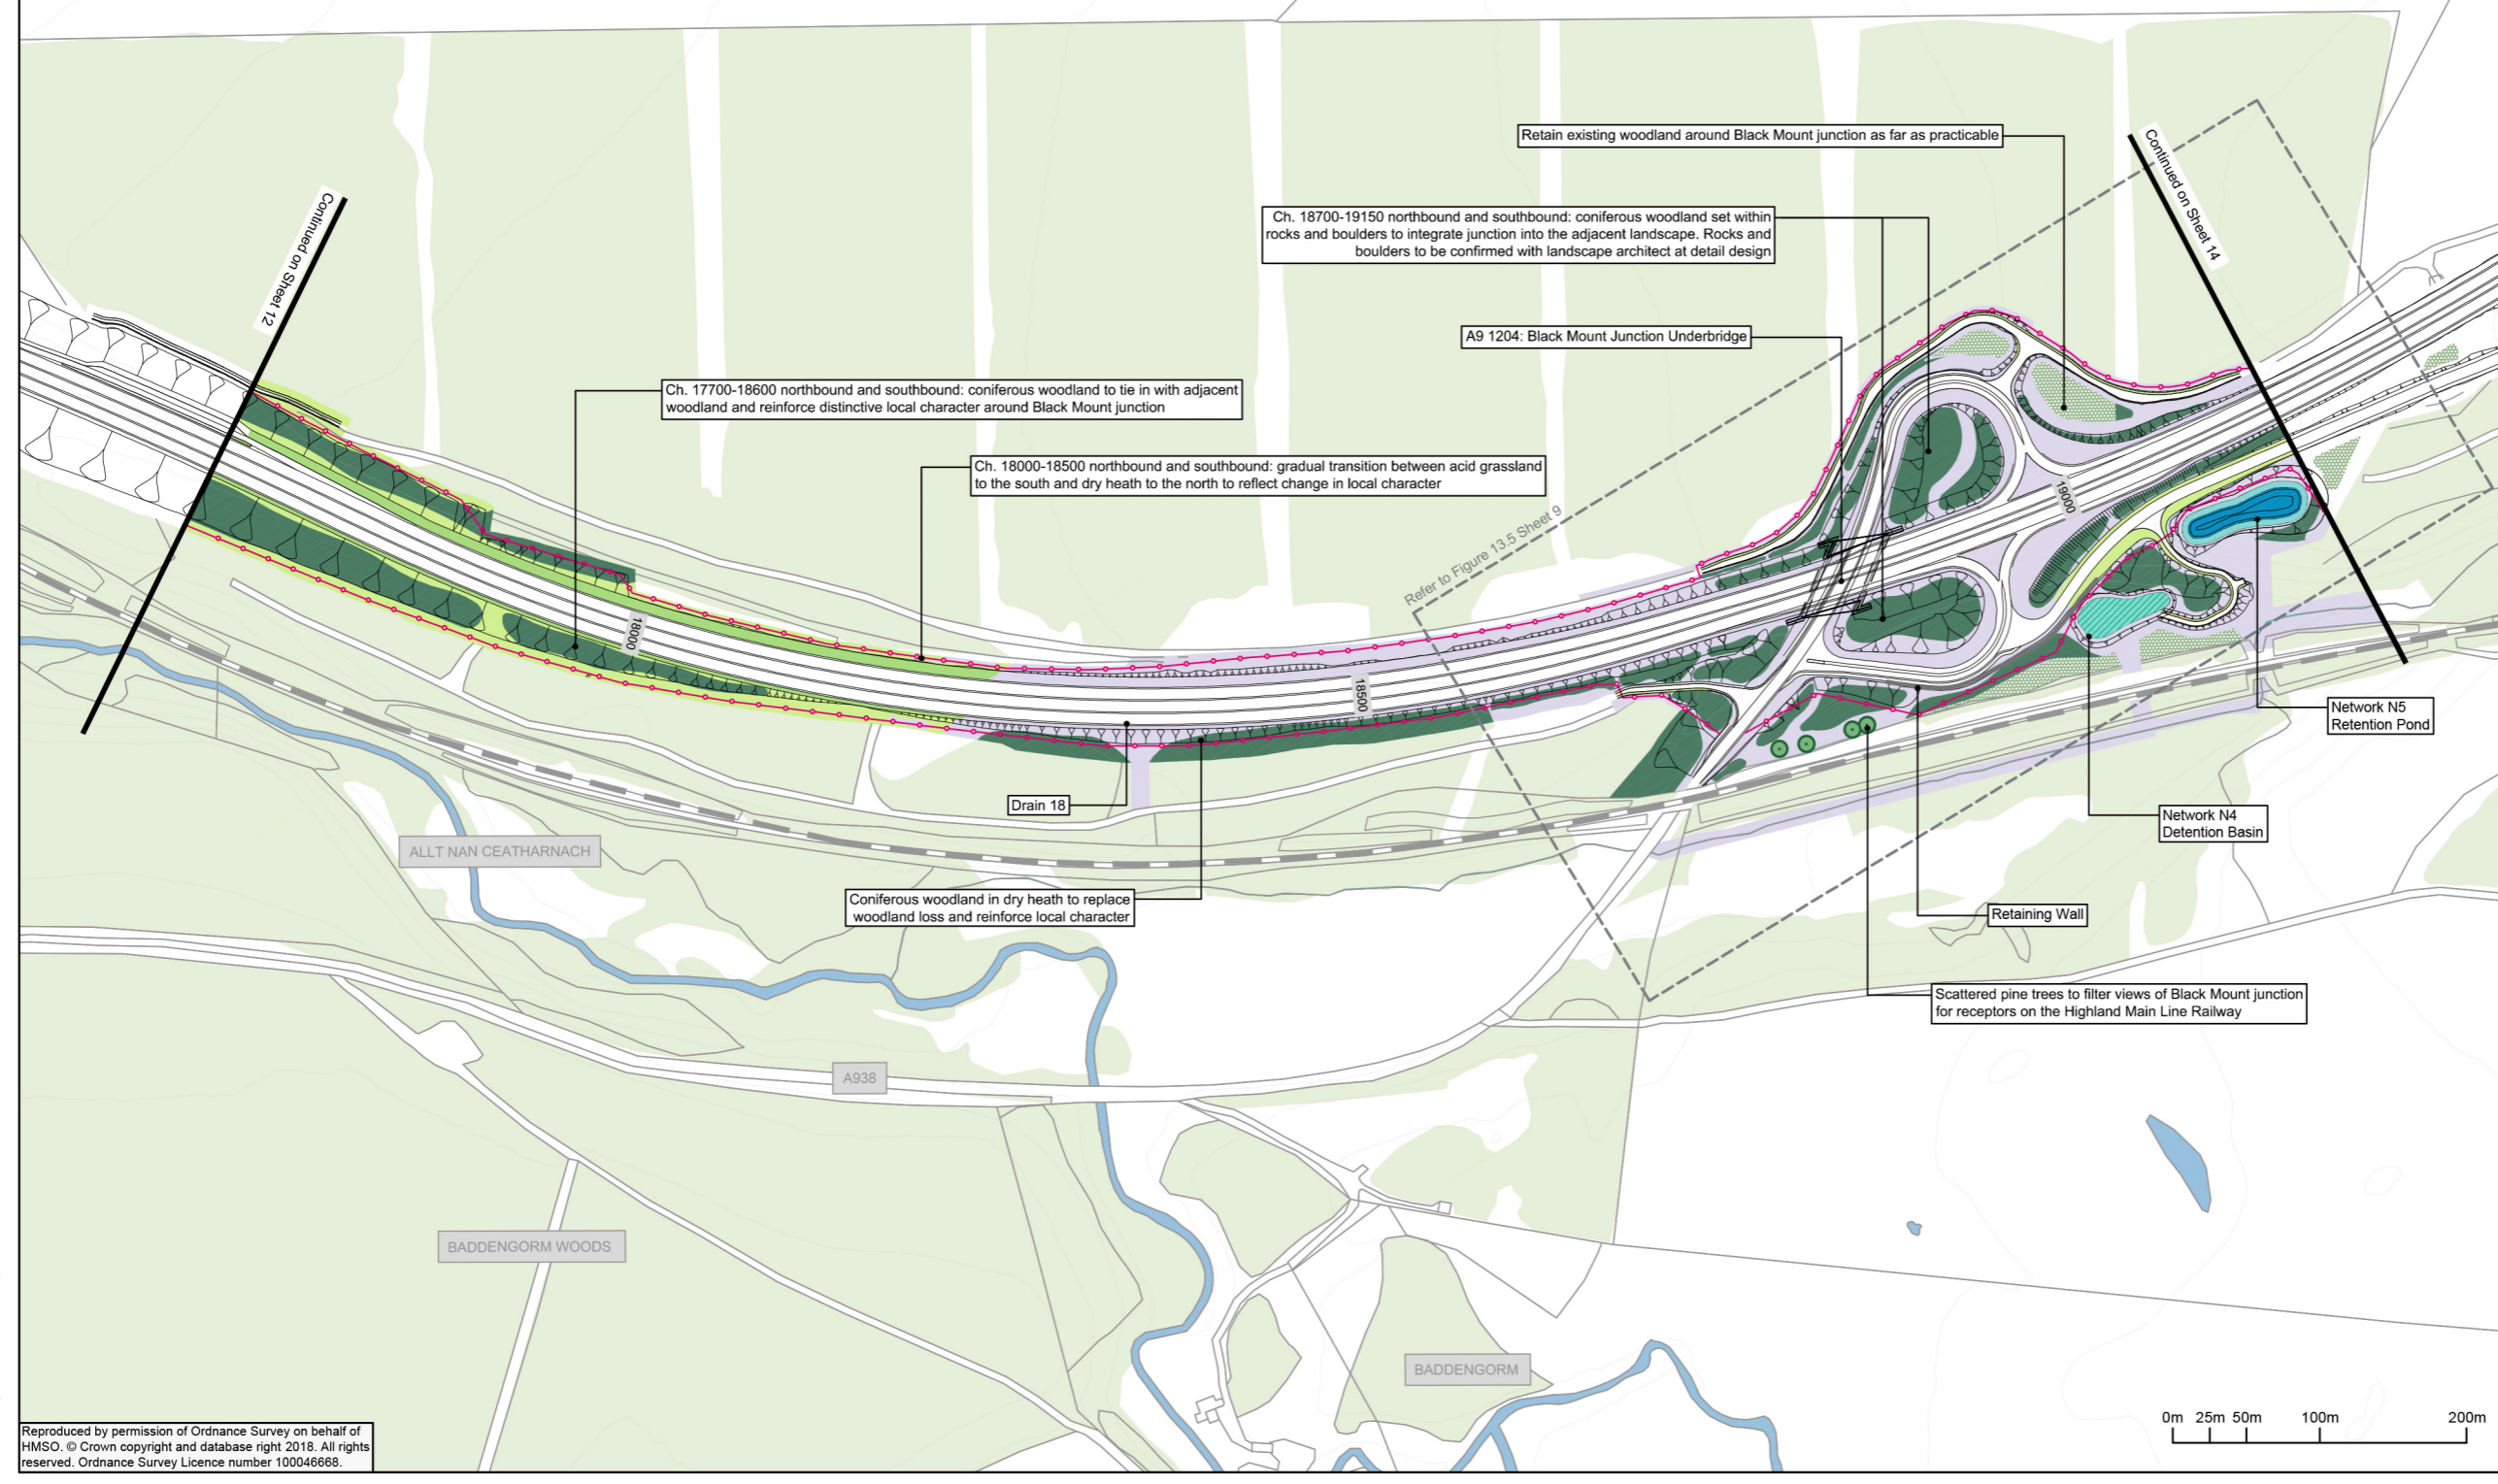 Retain existing woodland around Black Mount junction as far as practicable
Continued on Sheet 14
Continued on Sheet 12
Ch. 18700-19150 northbound and southbound: coniferous woodland set within
rocks and boulders to integrate junction into the adjacent landscape. Rocks and
boulders to be confirmed with landscape architect at detail design
A9 1204: Black Mount Junction Underbridge
Ch. 17700-18600 northbound and southbound: coniferous woodland to tie in with adjacent
woodland and reinforce distinctive local character around Black Mount junction
Ch. 18000-18500 northbound and southbound: gradual transition between acid grassland
to the south and dry heath to the north to reflect change in local character
19000
Refer to Figure 13.5 Sheet 9
18000
18500
Network N5
Retention Pond
Drain 18
Network N4
Detention Basin
ALLT NAN CEATHARNACH
Coniferous woodland in dry heath to replace
woodland loss and reinforce local character
Retaining Wall
Scattered pine trees to filter views of Black Mount junction
for receptors on the Highland Main Line Railway
A938
BADDENGORM WOODS
BADDENGORM
0m 25m 50m 100m 200m
Reproduced by permission of Ordnance Survey on behalf of
HMSO. © Crown copyright and database right 2018. All rights
reserved. Ordnance Survey Licence number 100046668.